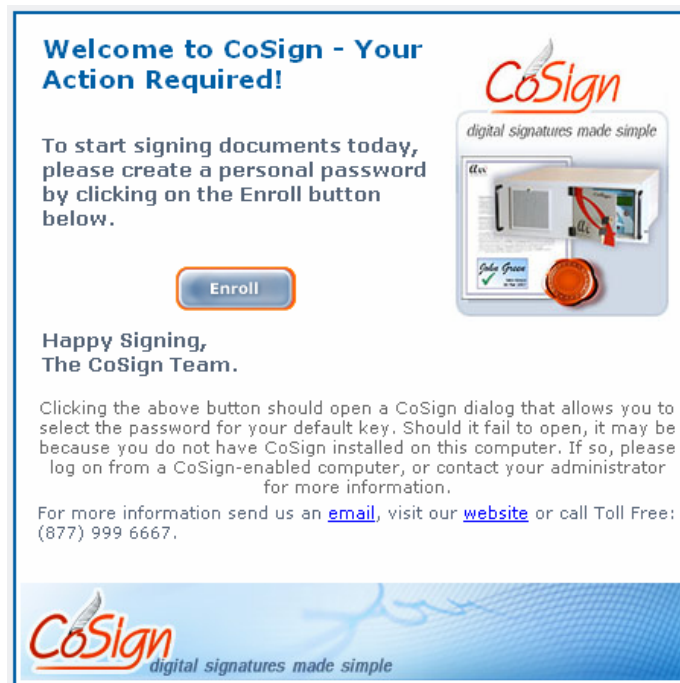 Welcome to CoSign - Your
Action Required!
CoSign
digital signatures made simple
To start signing documents today,
please create a personal password
by clicking on the Enroll button
below.
CoSign
John Green
Enroll
Happy Signing,
The CoSign Team.
Clicking the above button should open a CoSign dialog that allows you to
select the password for your default key. Should it fail to open, it may be
because you do not have CoSign installed on this computer. If so, please
log on from a CoSign-enabled computer, or contact your administrator
for more information.
For more information send us an email, visit our website or call Toll Free:
(877) 999 6667.
CoSign
digital signatures made simple